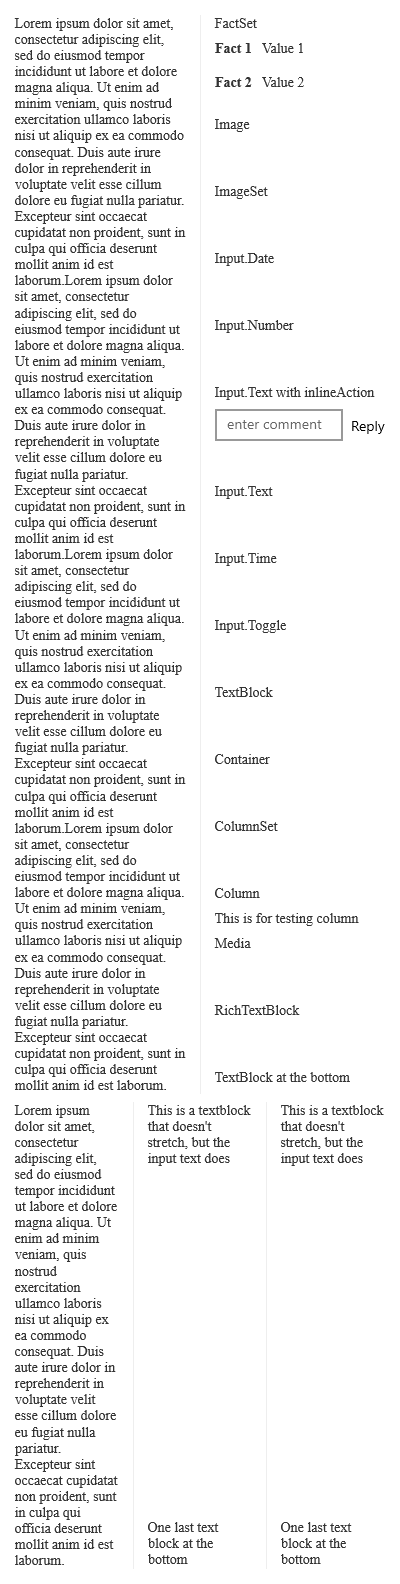 Lorem ipsum dolor sit amet,
consectetur adipiscing elit,
sed do eiusmod tempor
incididunt ut labore et dolore
magna aliqua. Ut enim ad
minim veniam, quis nostrud
exercitation ullamco laboris
nisi ut aliquip ex ea commodo
consequat. Duis aute irure
dolor in reprehenderit in
voluptate velit esse cillum
dolore eu fugiat nulla pariatur.
Excepteur sint occaecat
cupidatat non proident, sunt in
culpa qui officia deserunt
mollit anim id est
laborum.Lorem ipsum dolor
sit amet, consectetur
adipiscing elit, sed do
eiusmod tempor incididunt ut
labore et dolore magna aliqua.
Ut enim ad minim veniam,
quis nostrud exercitation
ullamco laboris nisi ut aliquip
ex ea commodo consequat.
Duis aute irure dolor in
reprehenderit in voluptate
velit esse cillum dolore eu
fugiat nulla pariatur.
Excepteur sint occaecat
cupidatat non proident, sunt in
culpa qui officia deserunt
mollit anim id est
laborum.Lorem ipsum dolor
sit amet, consectetur
adipiscing elit, sed do
eiusmod tempor incididunt ut
labore et dolore magna aliqua.
Ut enim ad minim veniam,
quis nostrud exercitation
ullamco laboris nisi ut aliquip
ex ea commodo consequat.
Duis aute irure dolor in
reprehenderit in voluptate
velit esse cillum dolore eu
fugiat nulla pariatur.
Excepteur sint occaecat
cupidatat non proident, sunt in
culpa qui officia deserunt
mollit anim id est
laborum.Lorem ipsum dolor
sit amet, consectetur
adipiscing elit, sed do
eiusmod tempor incididunt ut
labore et dolore magna aliqua.
Ut enim ad minim veniam,
quis nostrud exercitation
ullamco laboris nisi ut aliquip
ex ea commodo consequat.
Duis aute irure dolor in
reprehenderit in voluptate
velit esse cillum dolore eu
fugiat nulla pariatur.
Excepteur sint occaecat
cupidatat non proident, sunt in
culpa qui officia deserunt
mollit anim id est laborum.
FactSet
Fact 1 Value 1
Fact 2 Value 2
Image
ImageSet
Input.Date
Input.Number
Input.Text with inlineAction
enter comment Reply
Input.Text
Input.Time
Input.Toggle
TextBlock
Container
ColumnSet
Column
This is for testing column
Media
RichTextBlock
TextBlock at the bottom
Lorem ipsum
dolor sit amet,
consectetur
adipiscing elit,
sed do eiusmod
tempor incididunt
ut labore et dolore
magna aliqua. Ut
enim ad minim
veniam, quis
nostrud
exercitation
ullamco laboris
nisi ut aliquip ex
ea commodo
consequat. Duis
aute irure dolor in
reprehenderit in
voluptate velit
esse cillum dolore
eu fugiat nulla
pariatur.
Excepteur sint
occaecat cupidatat
non proident, sunt
in culpa qui
officia deserunt
mollit anim id est
laborum.
This is a textblock
that doesn't
stretch, but the
input text does
One last text
block at the
bottom
This is a textblock
that doesn't
stretch, but the
input text does
One last text
block at the
bottom